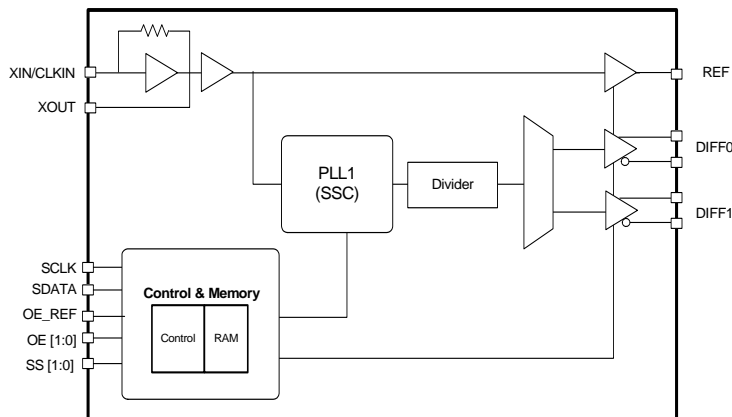 XIN/CLKIN
XOUT
REF
DIFF0
DIFF1
PLL1
(SSC)
Divider
SCLK
SDATA
OE_REF
OE [1:0]
SS [1:0]
Control & Memory
Control
RAM